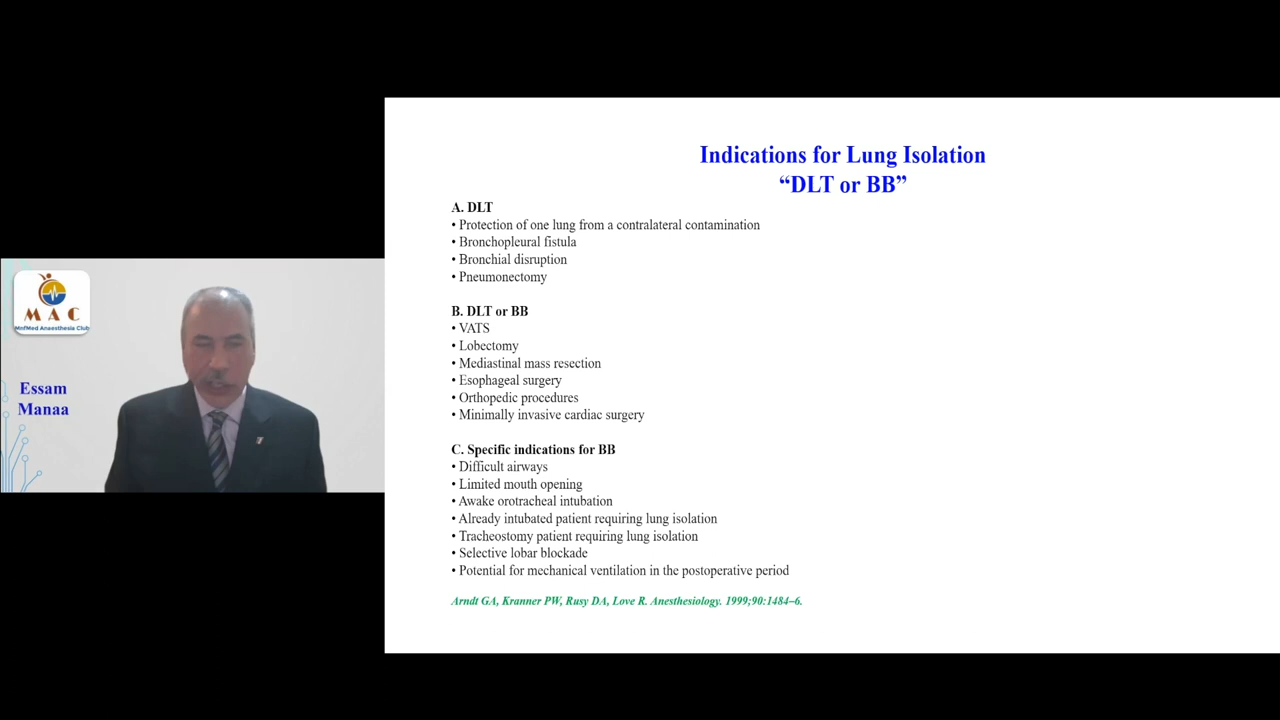 M A C
MnfMed Anaesthesia Club
Essam
Manaa
Indications for Lung Isolation
“DLT or BB”
A. DLT
• Protection of one lung from a contralateral contamination
• Bronchopleural fistula
• Bronchial disruption
• Pneumonectomy
B. DLT or BB
• VATS
• Lobectomy
• Mediastinal mass resection
• Esophageal surgery
• Orthopedic procedures
• Minimally invasive cardiac surgery
C. Specific indications for BB
• Difficult airways
• Limited mouth opening
• Awake orotracheal intubation
• Already intubated patient requiring lung isolation
• Tracheostomy patient requiring lung isolation
• Selective lobar blockade
• Potential for mechanical ventilation in the postoperative period
Arndt GA, Kranner PW, Rusy DA, Love R. Anesthesiology. 1999;90:1484–6.